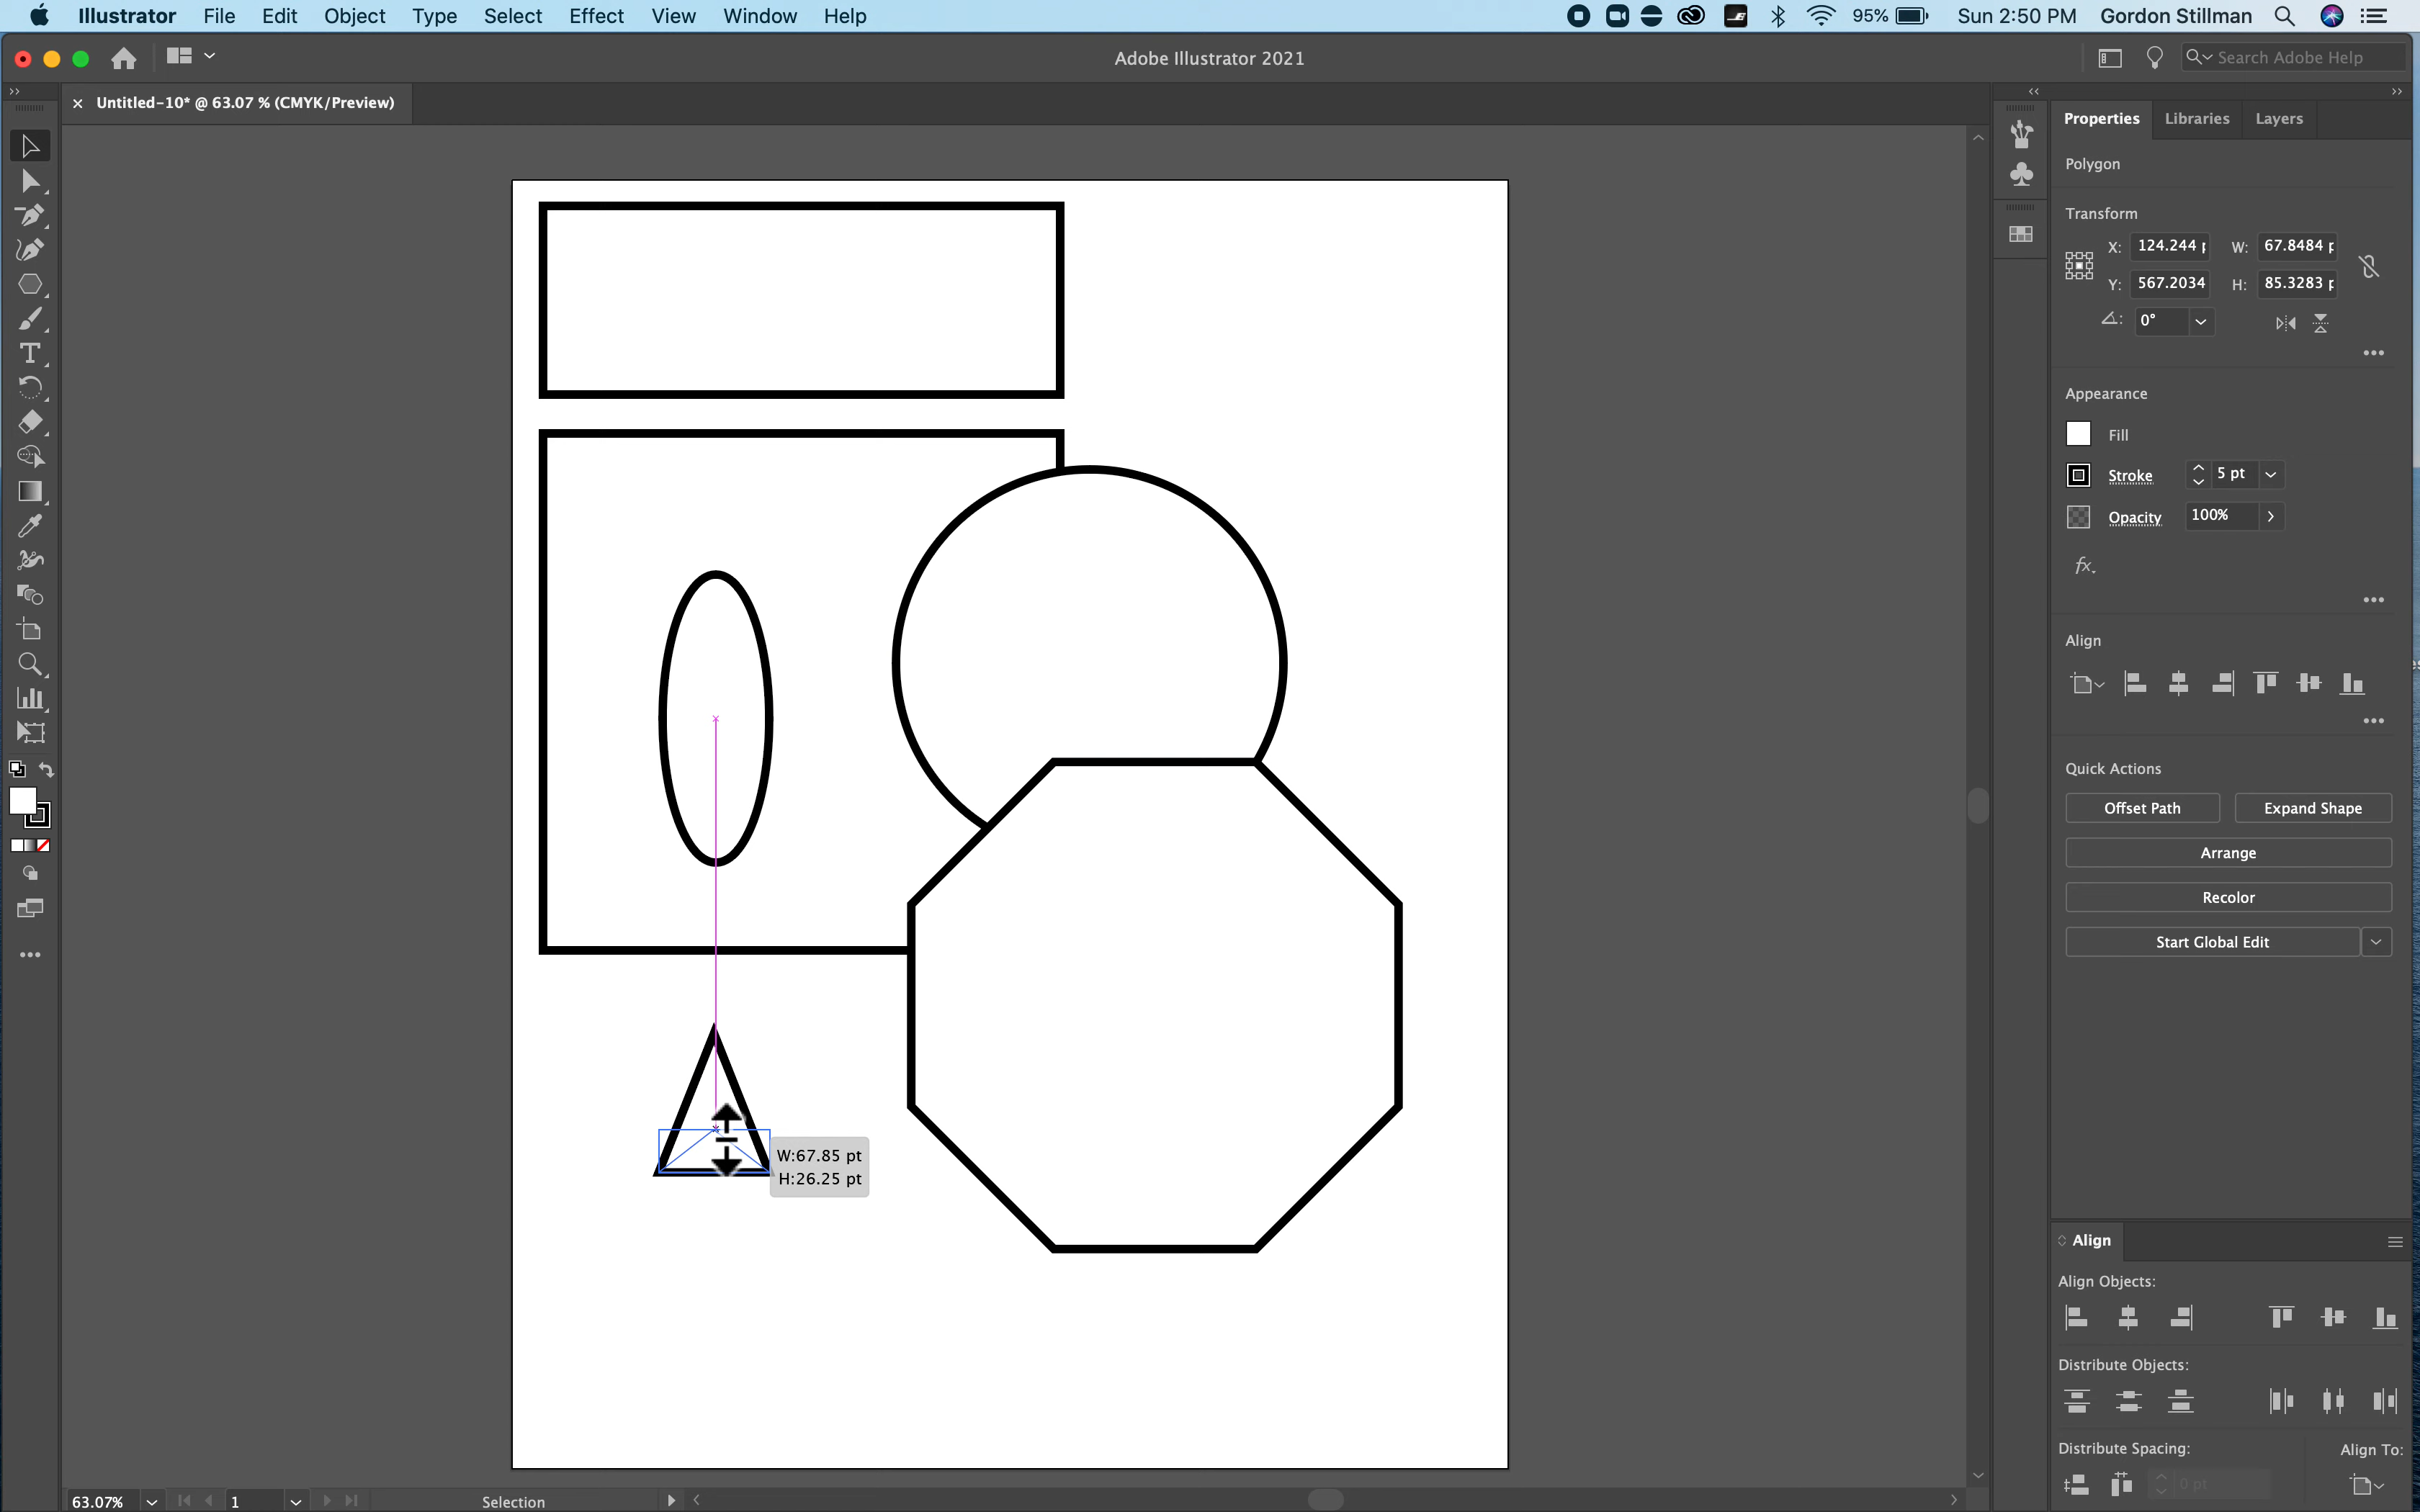 Illustrator File Edit Object Type Select Effect View Window Help
95% Sun 2:50 PM Gordon Stillman
Adobe Illustrator 2021
Search Adobe Help
Untitled-10* @ 63.07 % (CMYK/Preview)
Properties Libraries Layers
Polygon
Transform
X: 124.244 p W: 67.8484 p
Y: 567.2034 H: 85.3283 p
0°
Appearance
Fill
Stroke 5 pt
Opacity 100%
fx.
Align
Quick Actions
Offset Path Expand Shape
Arrange
Recolor
Start Global Edit
W:67.85 pt
H:26.25 pt
Align
Align Objects:
Distribute Objects:
Distribute Spacing: Align To:
0 pt
63.07% 1 Selection